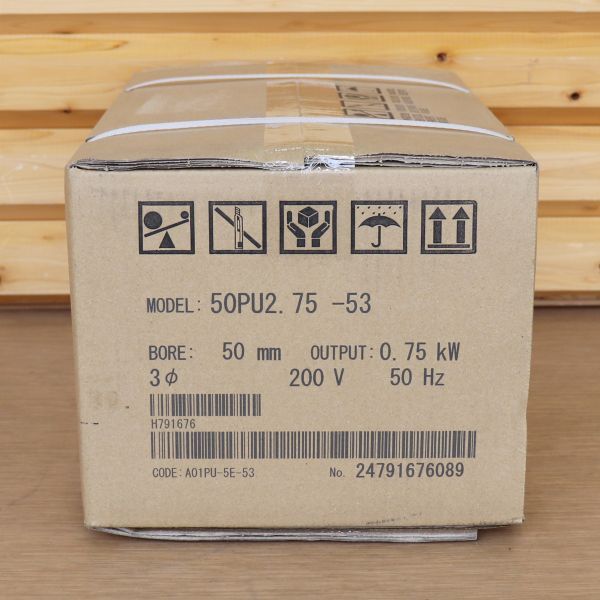 MODEL: 50PU2.75 -53
BORE: 50 mm OUTPUT: 0.75 kW
3φ 200 V 50 Hz
H791676
CODE: A01PU-5E-53 No. 24791676089